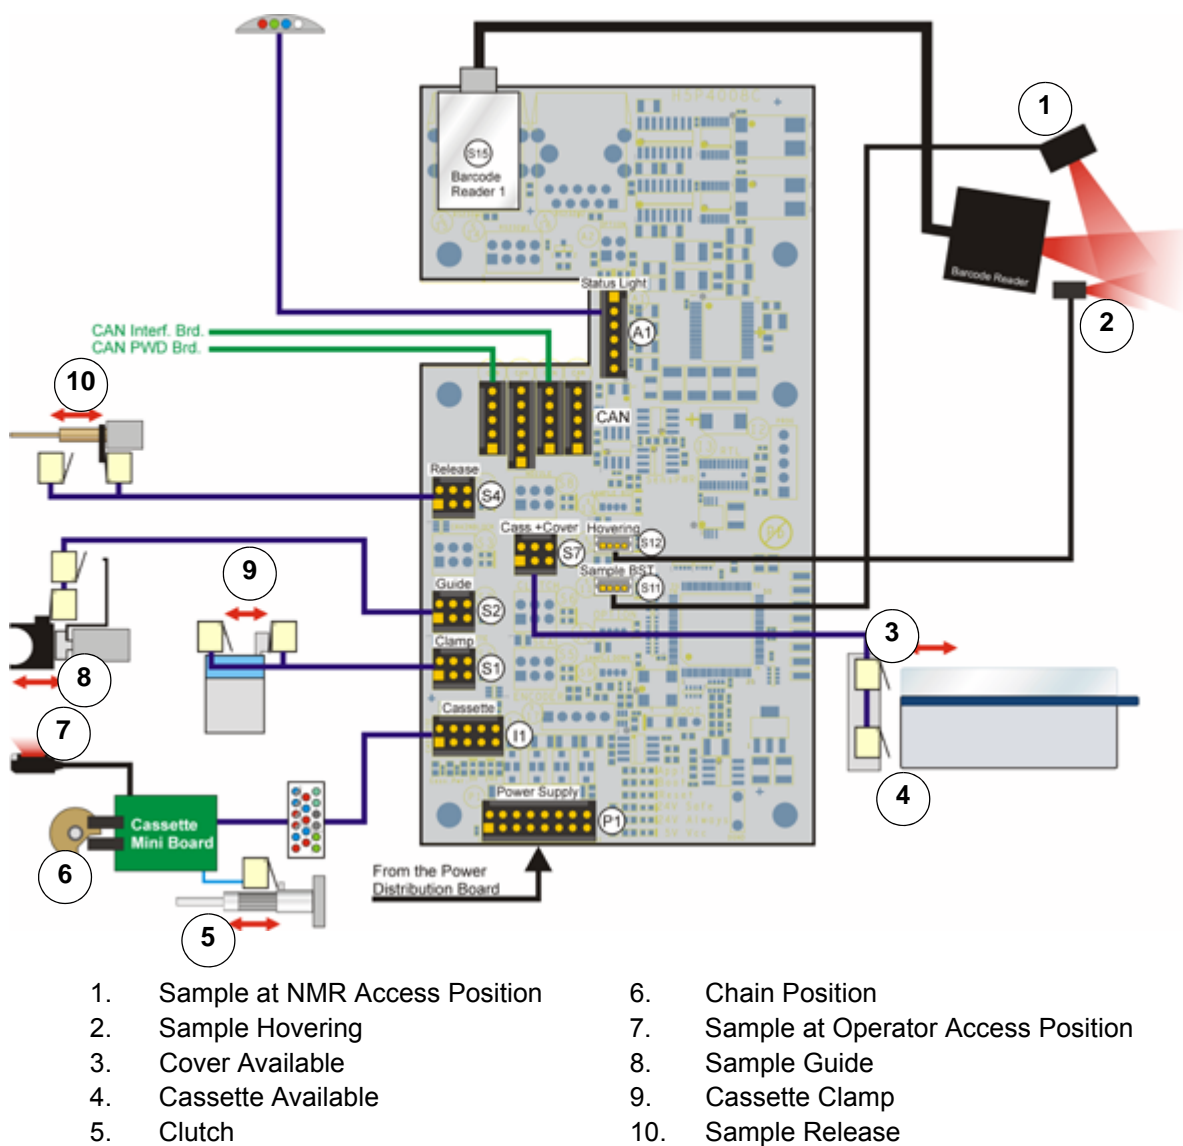 HSP4008C
1
S15
Barcode
Reader 1
Barcode Reader
2
Status Light
A1
CAN Interf. Brd.
CAN PWD Brd.
10
CAN
Release
S4
Cass +Cover
S7
Hovering
S12
Sample BST
S11
9
Guide
S2
3
Clamp
S1
8
Cassette
I1
7
4
Power Supply
P1
Cassette
Mini Board
6
From the Power
Distribution Board
5
1. Sample at NMR Access Position
2. Sample Hovering
3. Cover Available
4. Cassette Available
5. Clutch
6. Chain Position
7. Sample at Operator Access Position
8. Sample Guide
9. Cassette Clamp
10. Sample Release